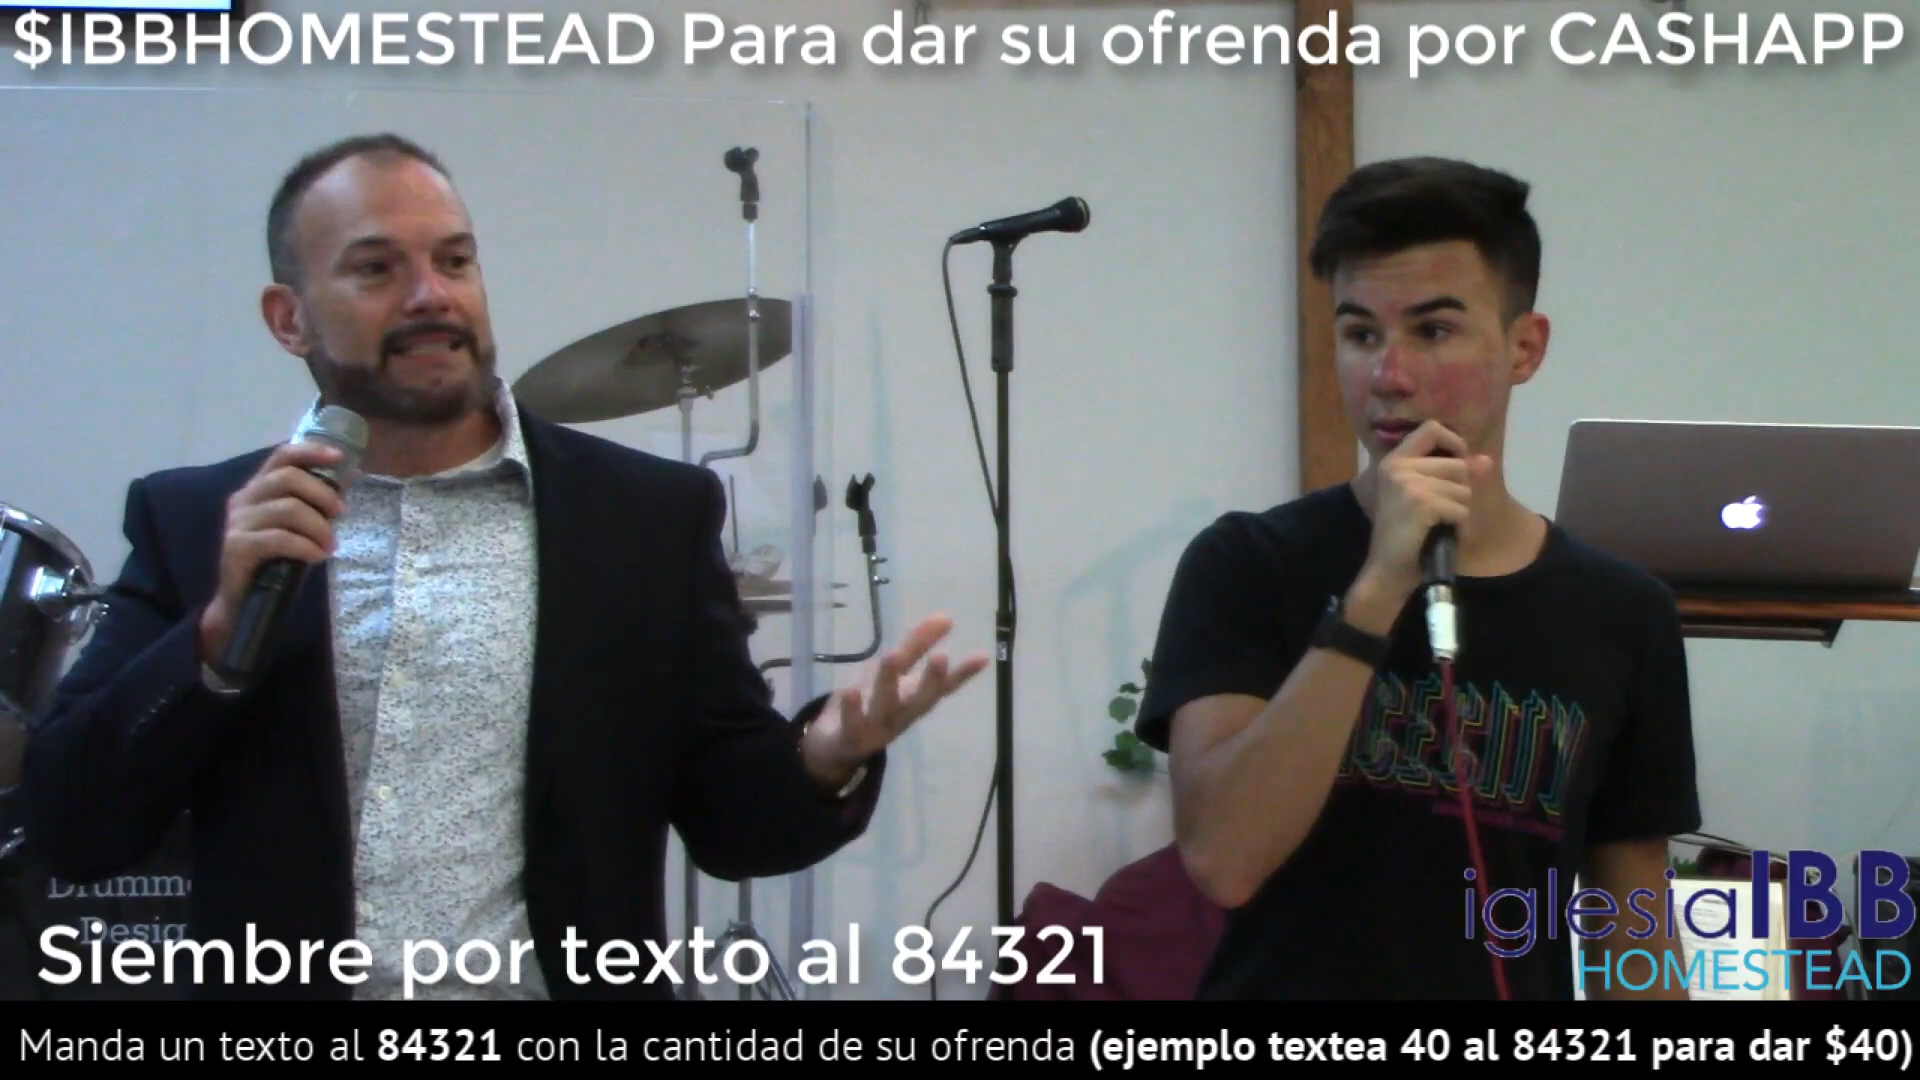 $IBBHOMESTEAD Para dar su ofrenda por CASHAPP
Siembre por texto al 84321
iglesiaIBB
HOMESTEAD
Manda un texto al 84321 con la cantidad de su ofrenda (ejemplo textea 40 al 84321 para dar $40)